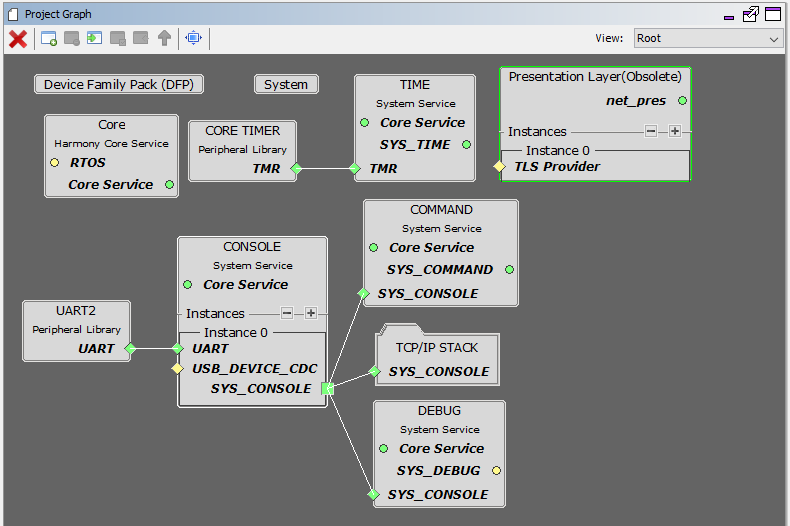 Project Graph
View:
Root
Device Family Pack (DFP)
System
TIME
System Service
Core Service
SYS_TIME
TMR
Presentation Layer(Obsolete)
net_pres
Instances
Instance 0
TLS Provider
Core
Harmony Core Service
RTOS
Core Service
CORE TIMER
Peripheral Library
TMR
COMMAND
System Service
Core Service
SYS_COMMAND
SYS_CONSOLE
CONSOLE
System Service
Core Service
Instances
Instance 0
UART
USB_DEVICE_CDC
SYS_CONSOLE
UART2
Peripheral Library
UART
TCP/IP STACK
SYS_CONSOLE
DEBUG
System Service
Core Service
SYS_DEBUG
SYS_CONSOLE